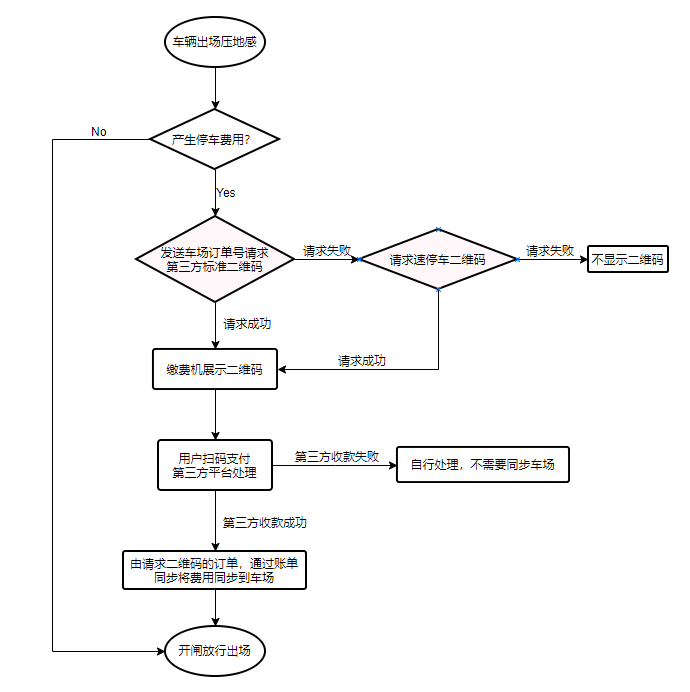 车辆出场压地感
No
产生停车费用?
Yes
发送车场订单号请求
第三方标准二维码
请求失败
请求速停车二维码
请求失败
不显示二维码
请求成功
请求成功
缴费机展示二维码
用户扫码支付
第三方平台处理
第三方收款失败
自行处理，不需要同步车场
第三方收款成功
由请求二维码的订单，通过账单
同步将费用同步到车场
开闸放行出场